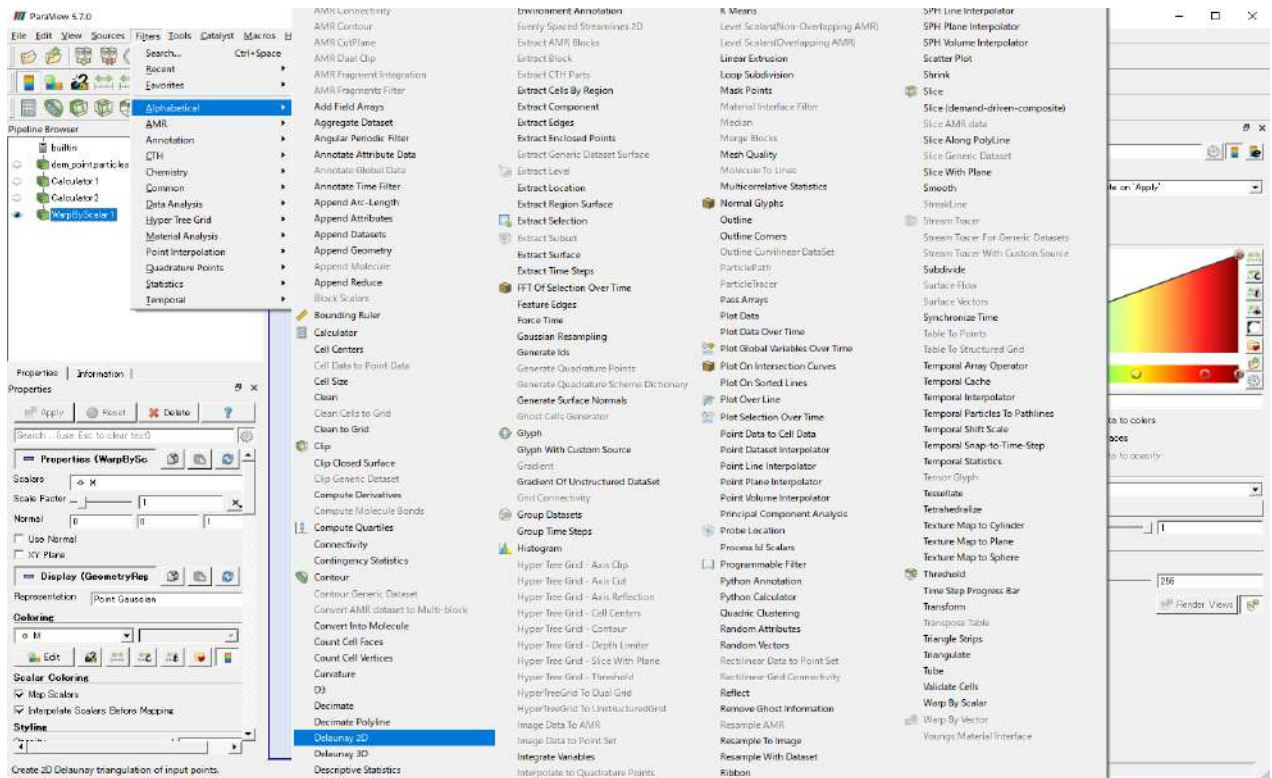 ParaView 5.7.0
File Edit View Sources Filters Tools Catalyst Macros H
Search... Ctrl+Space
Recent
Favorites
Alphabetical
AMR
Annotation
CTH
Chemistry
Common
Data Analysis
Hyper Tree Grid
Material Analysis
Point Interpolation
Quadrature Points
Statistics
Temporal
Pipeline Browser
builtin:
dem_point.particles
Calculator1
Calculator2
WarpByScalar1
AMR Connectivity
AMR Contour
AMR CutPlane
AMR Dual Clip
AMR Fragment Integration
AMR Fragments Filter
Add Field Arrays
Aggregate Dataset
Angular Periodic Filter
Annotate Attribute Data
Annotate Global Data
Annotate Time Filter
Append Arc-Length
Append Attributes
Append Datasets
Append Geometry
Append Molecule
Append Reduce
Block Scalars
Bounding Ruler
Calculator
Cell Centers
Cell Data to Point Data
Cell Size
Clean
Clean Cells to Grid
Clean to Grid
Clip
Clip Closed Surface
Clip Generic Dataset
Compute Derivatives
Compute Molecule Bonds
Compute Quartiles
Connectivity
Contingency Statistics
Contour
Contour Generic Dataset
Convert AMR dataset to Multi-block
Convert Into Molecule
Count Cell Faces
Count Cell Vertices
Curvature
D3
Decimate
Decimate Polyline
Delaunay 2D
Delaunay 3D
Descriptive Statistics
Environment Annotation
Evenly Spaced Streamlines 2D
Extract AMR Blocks
Extract Block
Extract CTH Parts
Extract Cells By Region
Extract Component
Extract Edges
Extract Enclosed Points
Extract Generic Dataset Surface
Extract Level
Extract Location
Extract Region Surface
Extract Selection
Extract Subset
Extract Surface
Extract Time Steps
FFT Of Selection Over Time
Feature Edges
Force Time
Gaussian Resampling
Generate Ids
Generate Quadrature Points
Generate Quadrature Scheme Dictionary
Generate Surface Normals
Ghost Cells Generator
Glyph
Glyph With Custom Source
Gradient
Gradient Of Unstructured DataSet
Grid Connectivity
Group Datasets
Group Time Steps
Histogram
Hyper Tree Grid - Axis Clip
Hyper Tree Grid - Axis Cut
Hyper Tree Grid - Axis Reflection
Hyper Tree Grid - Cell Centers
Hyper Tree Grid - Contour
Hyper Tree Grid - Depth Limiter
Hyper Tree Grid - Slice With Plane
Hyper Tree Grid - Threshold
HyperTreeGrid To Dual Grid
HyperTreeGrid To UnstructuredGrid
Image Data To AMR
Image Data to Point Set
Integrate Variables
Interpolate to Quadrature Points
K Means
Level Scalars(Non-Overlapping AMR)
Level Scalars(Overlapping AMR)
Linear Extrusion
Loop Subdivision
Mask Points
Material Interface Filter
Median
Merge Blocks
Mesh Quality
Molecule To Lines
Multicorrelative Statistics
Normal Glyphs
Outline
Outline Corners
Outline Curvilinear DataSet
ParticlePath
ParticleTracer
Pass Arrays
Plot Data
Plot Data Over Time
Plot Global Variables Over Time
Plot On Intersection Curves
Plot On Sorted Lines
Plot Over Line
Plot Selection Over Time
Point Data to Cell Data
Point Dataset Interpolator
Point Line Interpolator
Point Plane Interpolator
Point Volume Interpolator
Principal Component Analysis
Probe Location
Process Id Scalars
Programmable Filter
Python Annotation
Python Calculator
Quadric Clustering
Random Attributes
Random Vectors
Rectilinear Data to Point Set
Rectilinear Grid Connectivity
Reflect
Remove Ghost Information
Resample AMR
Resample To Image
Resample With Dataset
Ribbon
SPH Line Interpolator
SPH Plane Interpolator
SPH Volume Interpolator
Scatter Plot
Shrink
Slice
Slice (demand-driven-composite)
Slice AMR data
Slice Along PolyLine
Slice Generic Dataset
Slice With Plane
Smooth
StreakLine
Stream Tracer
Stream Tracer For Generic Datasets
Stream Tracer With Custom Source
Subdivide
Surface Flow
Surface Vectors
Synchronize Time
Table To Points
Table To Structured Grid
Temporal Array Operator
Temporal Cache
Temporal Interpolator
Temporal Particles To Pathlines
Temporal Shift Scale
Temporal Snap-to-Time-Step
Temporal Statistics
Tensor Glyph
Tessellate
Tetrahedralize
Texture Map to Cylinder
Texture Map to Plane
Texture Map to Sphere
Threshold
Time Step Progress Bar
Transform
Transpose Table
Triangle Strips
Triangulate
Tube
Validate Cells
Warp By Scalar
Warp By Vector
Youngs Material Interface
Properties Information
Properties
Apply Reset Delete ?
Search ... (use Esc to clear text)
Properties (WarpBySc
Scalars M
Scale Factor 1
Normal 0 0 1
Use Normal
XY Plane
Display (GeometryRep
Representation Point Gaussian
Coloring
M
Edit
Scalar Coloring
Map Scalars
Interpolate Scalars Before Mapping
Styling
Create 2D Delaunay triangulation of input points.
te on 'Apply'
ta to colors
aces
to opacity
1
256
Render Views